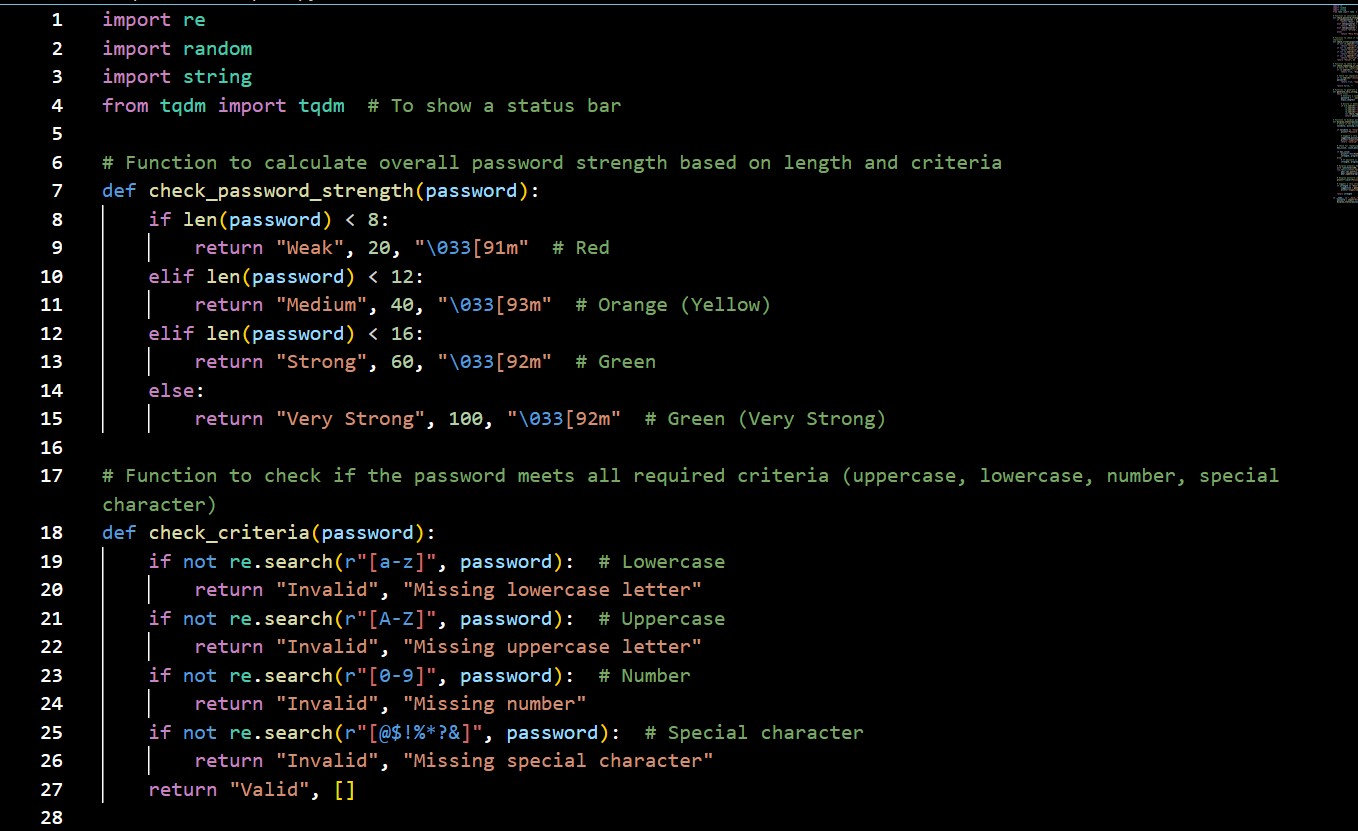 1 import re
2 import random
3 import string
4 from tqdm import tqdm  # To show a status bar
5
6 # Function to calculate overall password strength based on length and criteria
7 def check_password_strength(password):
8     if len(password) < 8:
9         return "Weak", 20, "\033[91m"  # Red
10     elif len(password) < 12:
11         return "Medium", 40, "\033[93m"  # Orange (Yellow)
12     elif len(password) < 16:
13         return "Strong", 60, "\033[92m"  # Green
14     else:
15         return "Very Strong", 100, "\033[92m"  # Green (Very Strong)
16
17 # Function to check if the password meets all required criteria (uppercase, lowercase, number, special
character)
18 def check_criteria(password):
19     if not re.search(r"[a-z]", password):  # Lowercase
20         return "Invalid", "Missing lowercase letter"
21     if not re.search(r"[A-Z]", password):  # Uppercase
22         return "Invalid", "Missing uppercase letter"
23     if not re.search(r"[0-9]", password):  # Number
24         return "Invalid", "Missing number"
25     if not re.search(r"[@$!%*?&]", password):  # Special character
26         return "Invalid", "Missing special character"
27     return "Valid", []
28